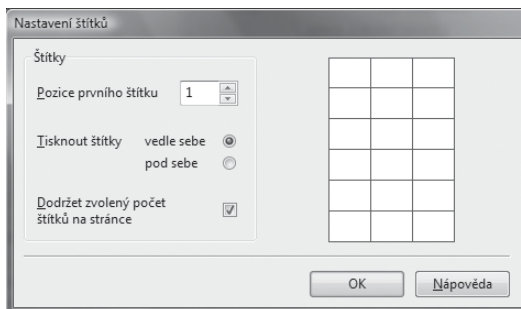 Nastavení štítků
Štítky
Pozice prvního štítku 1
Tisknout štítky vedle sebe
pod sebe
Dodržet zvolený počet
štítků na stránce
OK Nápověda